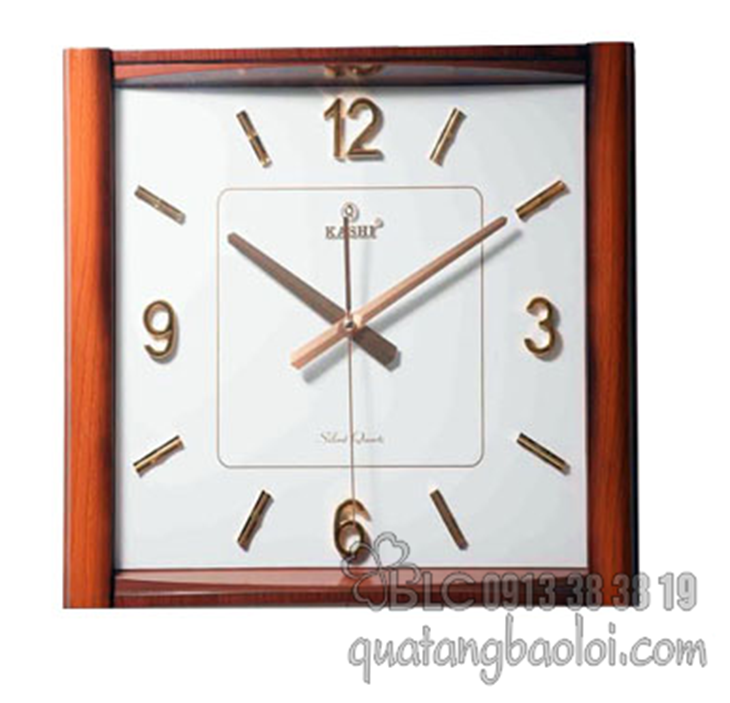 12
KASHI
9
3
Silent Quartz
6
BLC 0913 38 38 19
quatangbaoloi.com